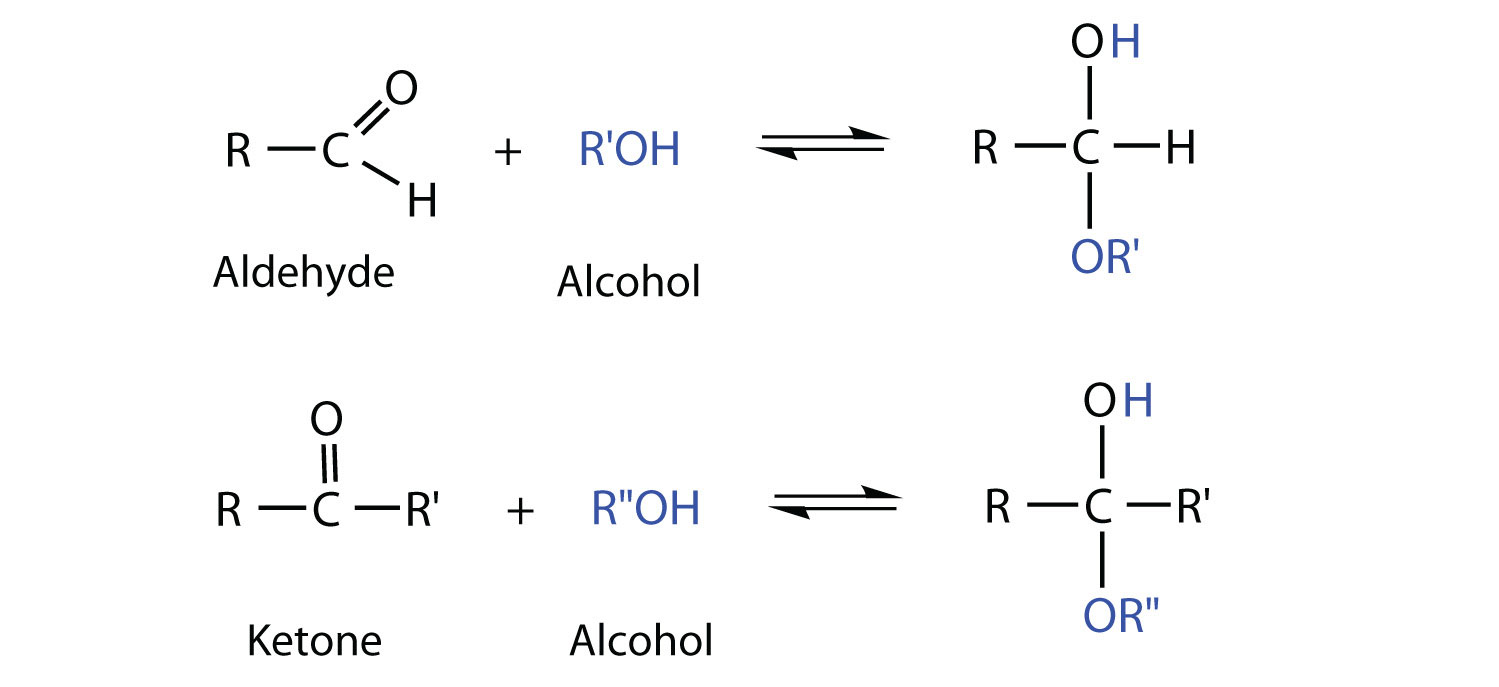 OH
O
R C + R'OH R C H
H
OR'
Aldehyde Alcohol
OH
O
R C R' + R"OH R C R'
OR"
Ketone Alcohol